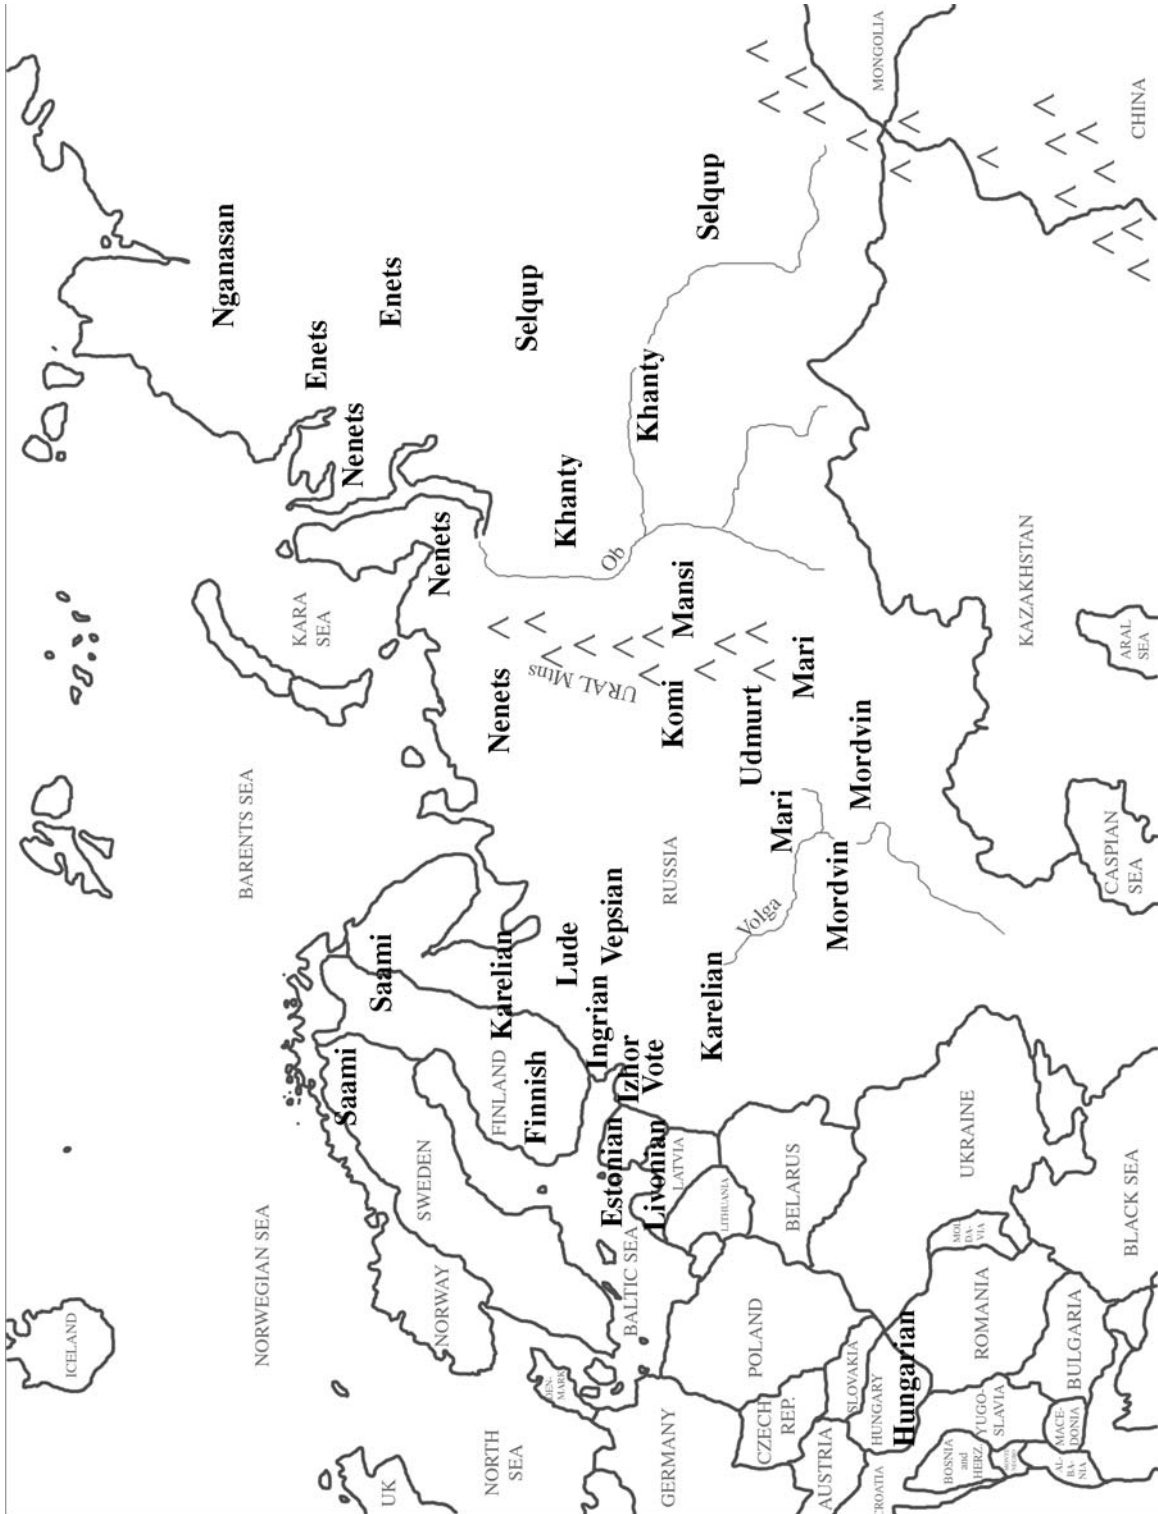 ICELAND
Nganasan
BARENTS SEA
NORWEGIAN SEA
KARA
SEA
Enets
Nenets
Saami
Saami
Enets
UK
SWEDEN
NORWAY
Nenets
Nenets
Karelian
FINLAND
NORTH
SEA
Selqup
Finnish
DEN-
MARK
URAL Mtns
Khanty
Lude
Ob
Vepsian
Ingrian
Estonian
Izhor
BALTIC SEA
Khanty
Vote
Livonian
Komi
Mansi
RUSSIA
LATVIA
GERMANY
Selqup
Karelian
LITHUANIA
Udmurt
Volga
POLAND
CZECH
REP.
Mari
Mari
BELARUS
AUSTRIA
Mordvin
Mordvin
SLOVAKIA
HUNGARY
Hungarian
MONGOLIA
CROATIA
UKRAINE
MOL
DA-
VIA
ROMANIA
YUGO-
SLAVIA
BOSNIA
and
HERZ.
KAZAKHSTAN
BULGARIA
MACE-
DONIA
AL-
BA-
NIA
CASPIAN
SEA
ARAL
SEA
BLACK SEA
CHINA